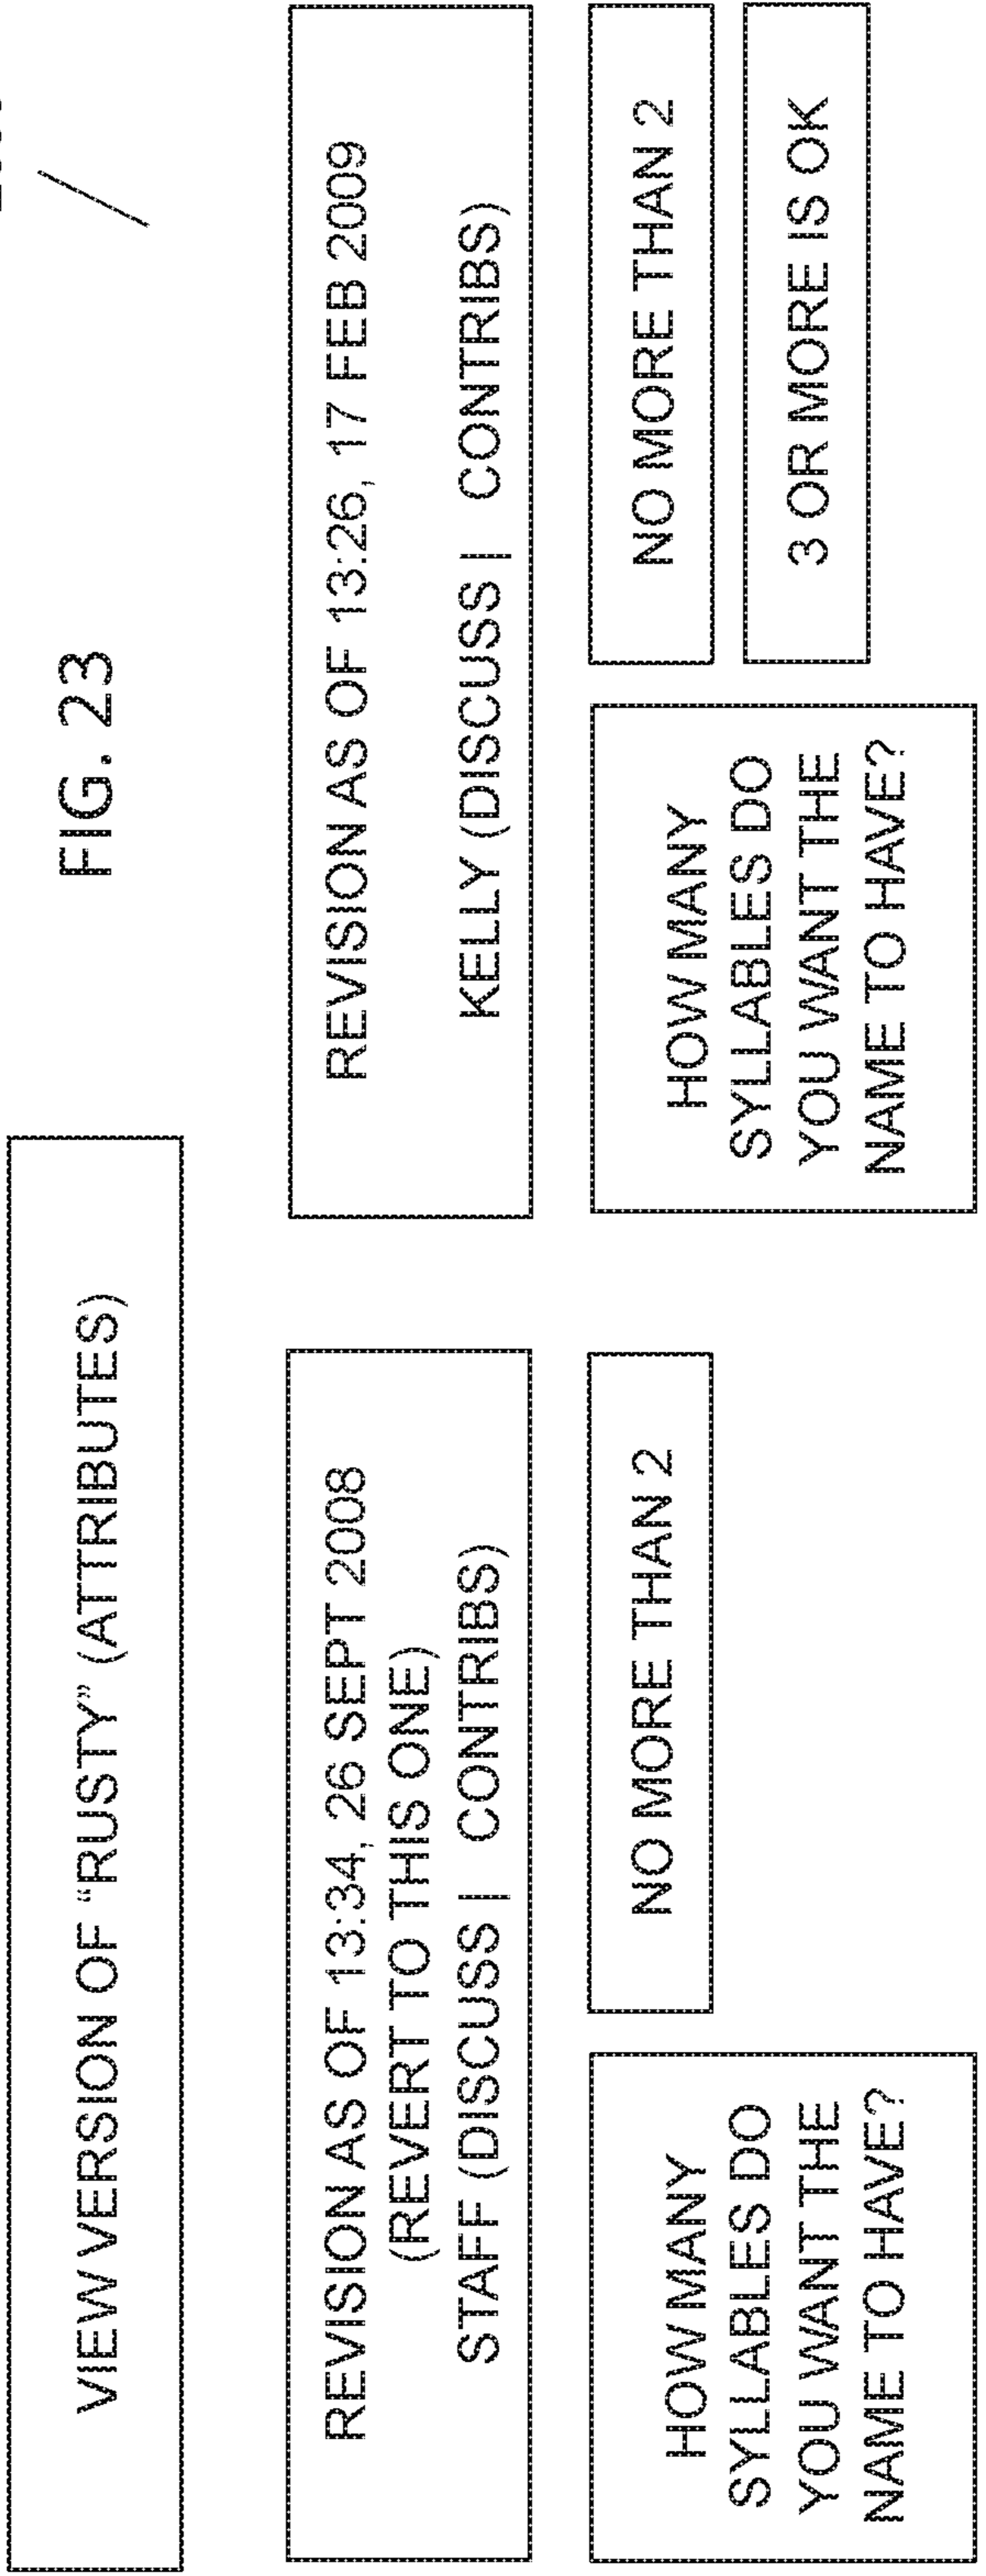 VIEW VERSION OF “RUSTY” (ATTRIBUTES)
FIG. 23
REVISION AS OF 13:34, 26 SEPT 2008
(REVERT TO THIS ONE)
STAFF (DISCUSS | CONTRIBS)
REVISION AS OF 13:26, 17 FEB 2009
KELLY (DISCUSS | CONTRIBS)
HOW MANY
SYLLABLES DO
YOU WANT THE
NAME TO HAVE?
NO MORE THAN 2
HOW MANY
SYLLABLES DO
YOU WANT THE
NAME TO HAVE?
NO MORE THAN 2
3 OR MORE IS OK